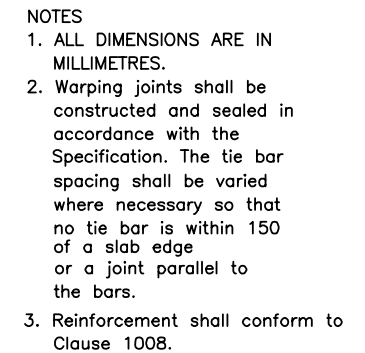 NOTES
1. ALL DIMENSIONS ARE IN
MILLIMETRES.
2. Warping joints shall be
constructed and sealed in
accordance with the
Specification. The tie bar
spacing shall be varied
where necessary so that
no tie bar is within 150
of a slab edge
or a joint parallel to
the bars.
3. Reinforcement shall conform to
Clause 1008.